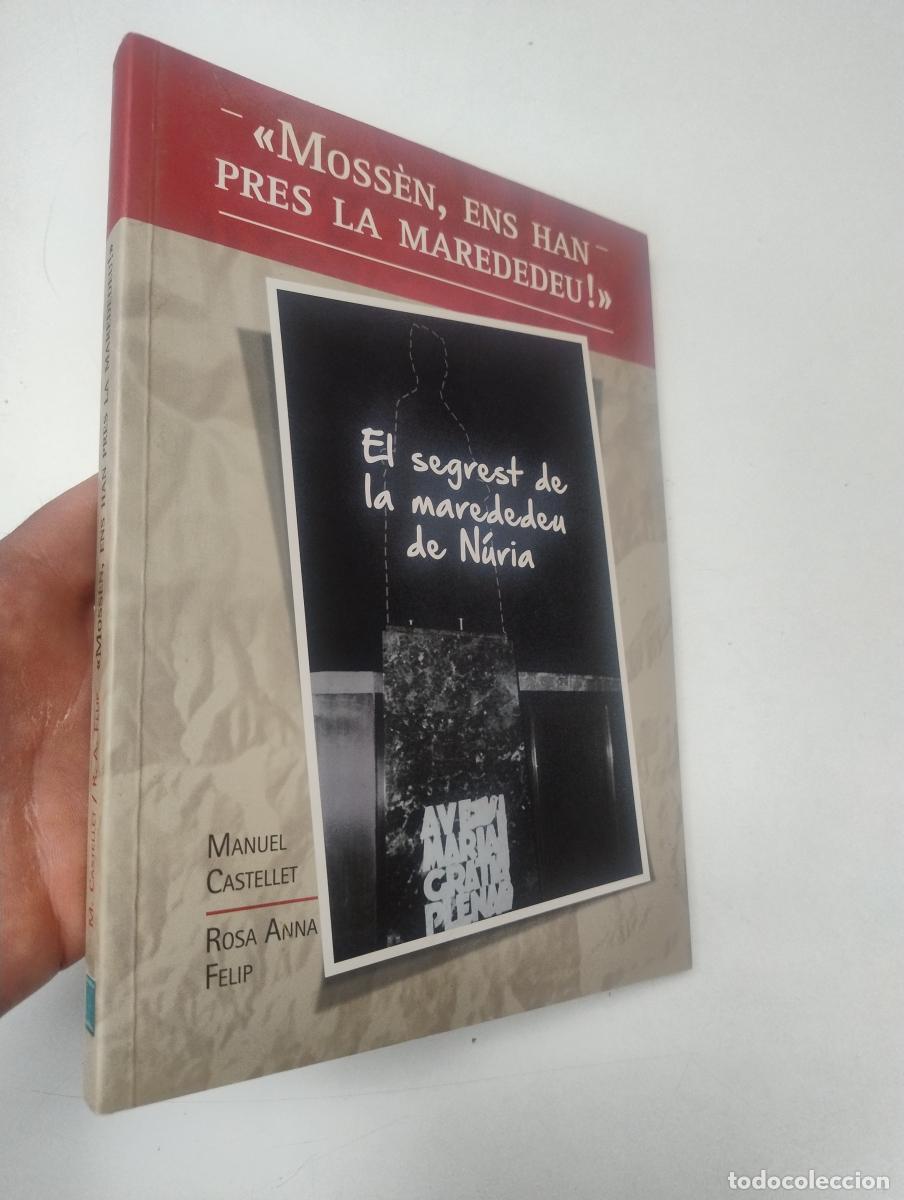 «MOSSÈN, ENS HAN
PRES LA MAREDEDEU!»
El segrest de
la marededeu
de Núria
AVE
MARIA
GRATIA
PLENA
MANUEL
CASTELLET
ROSA ANNA
FELIP
M. CASTELLET / R. A. FELIP «MOSSÈN, ENS HAN PRES LA MAREDEDEU!»
todocoleccion